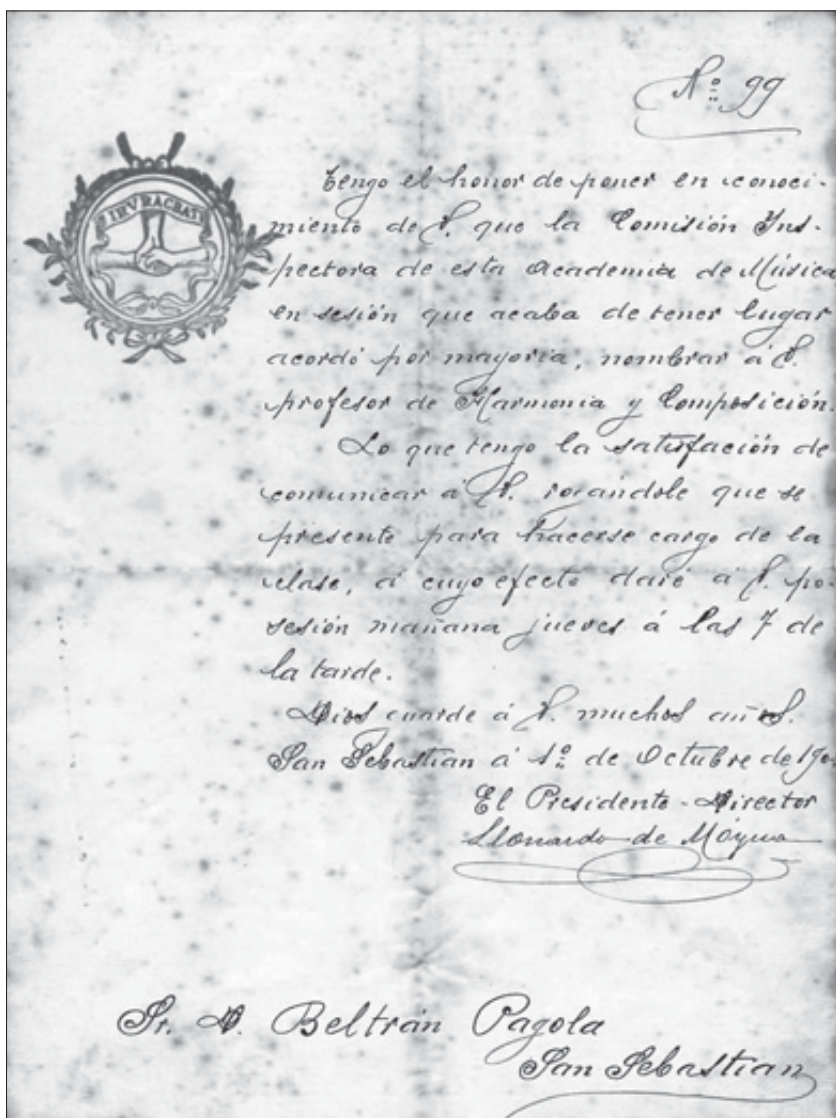 Nº 99
IRVRACBAT
Tengo el honor de poner en conoci-
miento de V. que la Comisión Ins-
pectora de esta Academia de Música
en sesión que acaba de tener lugar
acordó por mayoria, nombrar á V.
profesor de Harmonia y Composición.
Lo que tengo la satisfación de
comunicar á V. rogándole que se
presente para hacerse cargo de la
clase, á cuyo efecto daré á V. po-
sesión mañana jueves á las 7 de
la tarde.
Dios guarde á V. muchos años.
San Sebastian á 1º de Octubre de
El Presidente-Director
de Moyua
Sr. D. Beltrán Pagola
San Sebastian